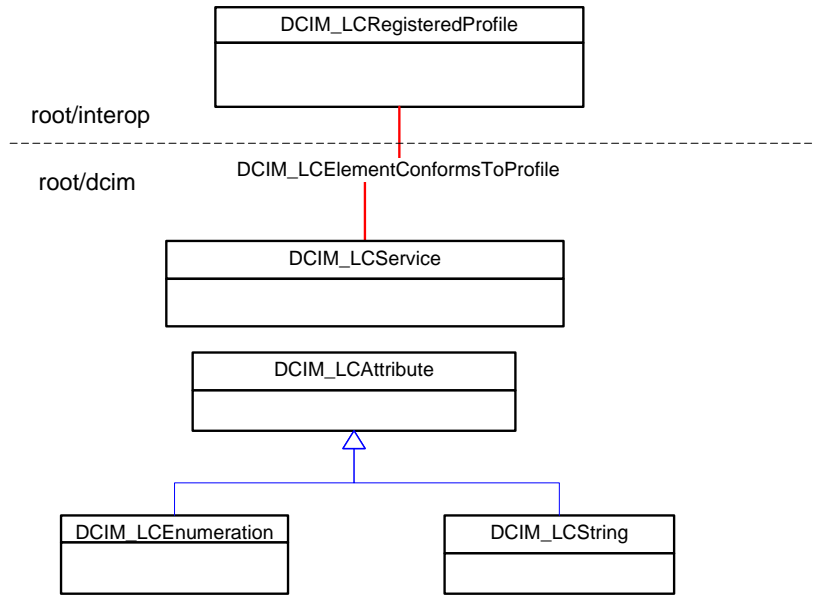 DCIM_LCRegisteredProfile
root/interop
DCIM_LCElementConformsToProfile
root/dcim
DCIM_LCService
DCIM_LCAttribute
DCIM_LCEnumeration
DCIM_LCString